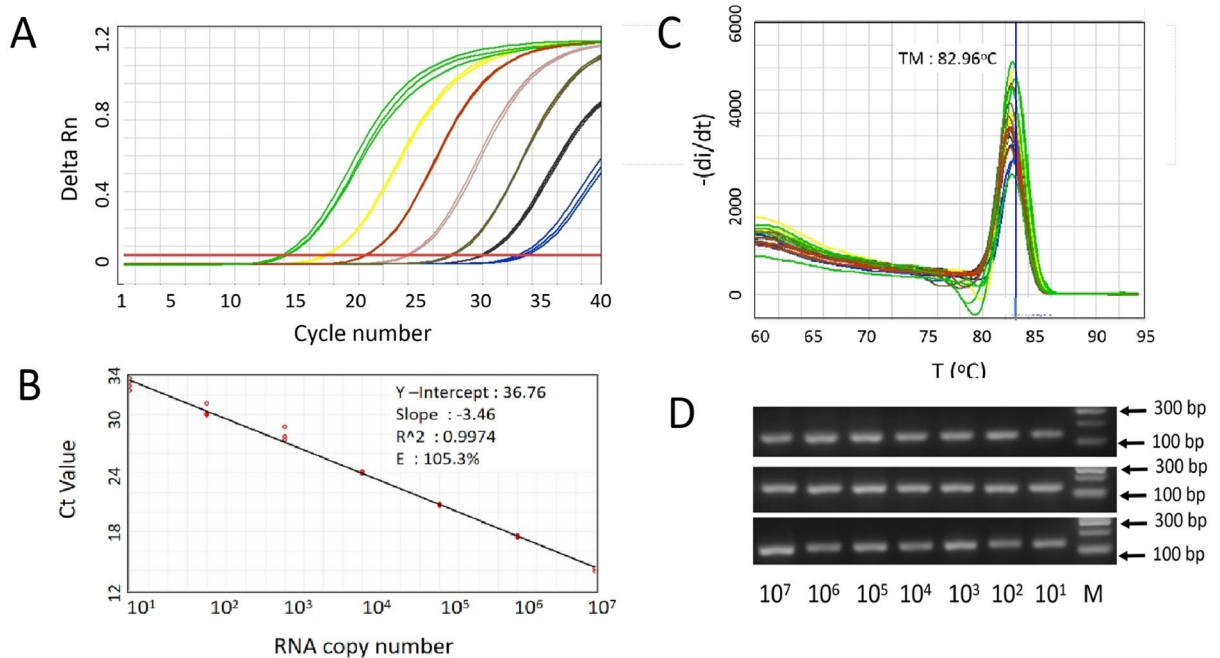 A
1.2
0.8
0.4
0
Delta Rn
1 5 10 15 20 25 30 35 40
Cycle number
B
34
30
24
18
12
Ct Value
Y –Intercept : 36.76
Slope : -3.46
R^2 : 0.9974
E : 105.3%
10¹ 10² 10³ 10⁴ 10⁵ 10⁶ 10⁷
RNA copy number
C
6000
4000
2000
0
-(di/dt)
TM : 82.96ᵒC
60 65 70 75 80 85 90 95
T (ᵒC)
D
300 bp
100 bp
300 bp
100 bp
300 bp
100 bp
10⁷ 10⁶ 10⁵ 10⁴ 10³ 10² 10¹ M